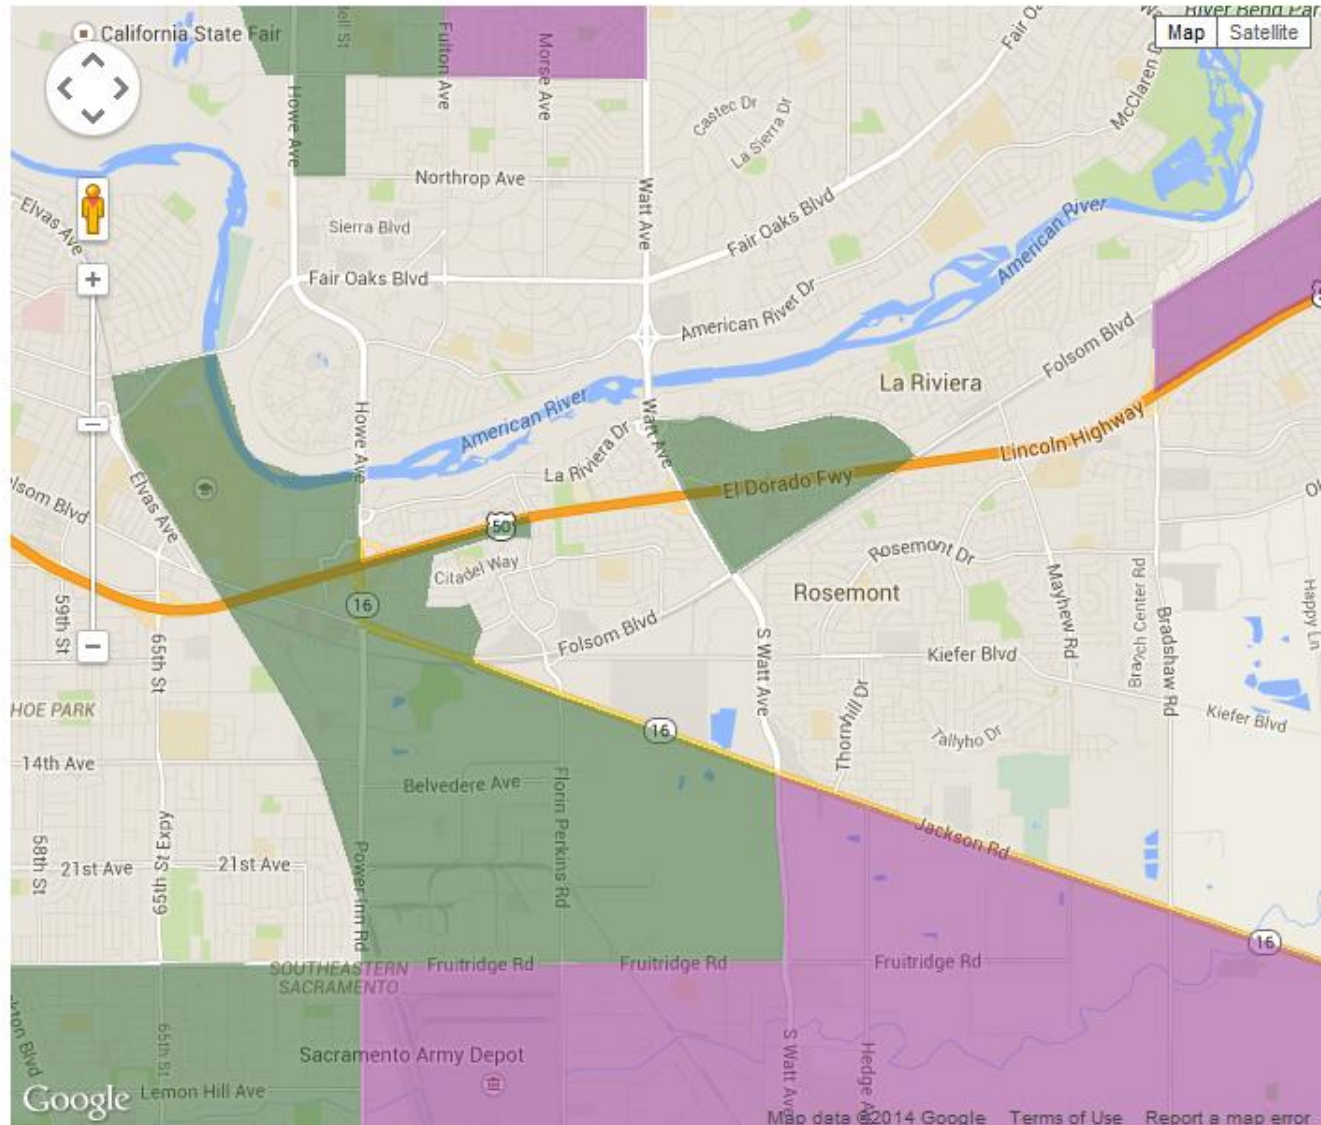 California State Fair
Fulton Ave
Morse Ave
Fair O
River Bend Par
Map
Satellite
Howe Ave
Castec Dr
La Sierra Dr
McClaren D
Northrop Ave
Elvas Ave
Sierra Blvd
Watt Ave
Fair Oaks Blvd
American River
Fair Oaks Blvd
American River Dr
Folsom Blvd
La Riviera
American River
Howe Ave
Watt Ave
La Riviera Dr
Lincoln Highway
Elvas Ave
El Dorado Fwy
olsom Blvd
50
Citadel Way
Rosemont Dr
Rosemont
16
59th St
65th St
Folsom Blvd
S Watt Ave
Mayhew Rd
Branch Center Rd
Bradshaw Rd
Happy Ln
Kiefer Blvd
Kiefer Blvd
HOE PARK
16
Thornhill Dr
Tallyho Dr
14th Ave
Belvedere Ave
Florin Perkins Rd
Jackson Rd
58th St
21st Ave
65th St Expy
21st Ave
Power Inn Rd
16
SOUTHEASTERN
SACRAMENTO
Fruitridge Rd
Fruitridge Rd
Fruitridge Rd
kton Blvd
65th St
Sacramento Army Depot
S Watt Ave
Hedge A
Lemon Hill Ave
Google
Map data ©2014 Google
Terms of Use
Report a map error